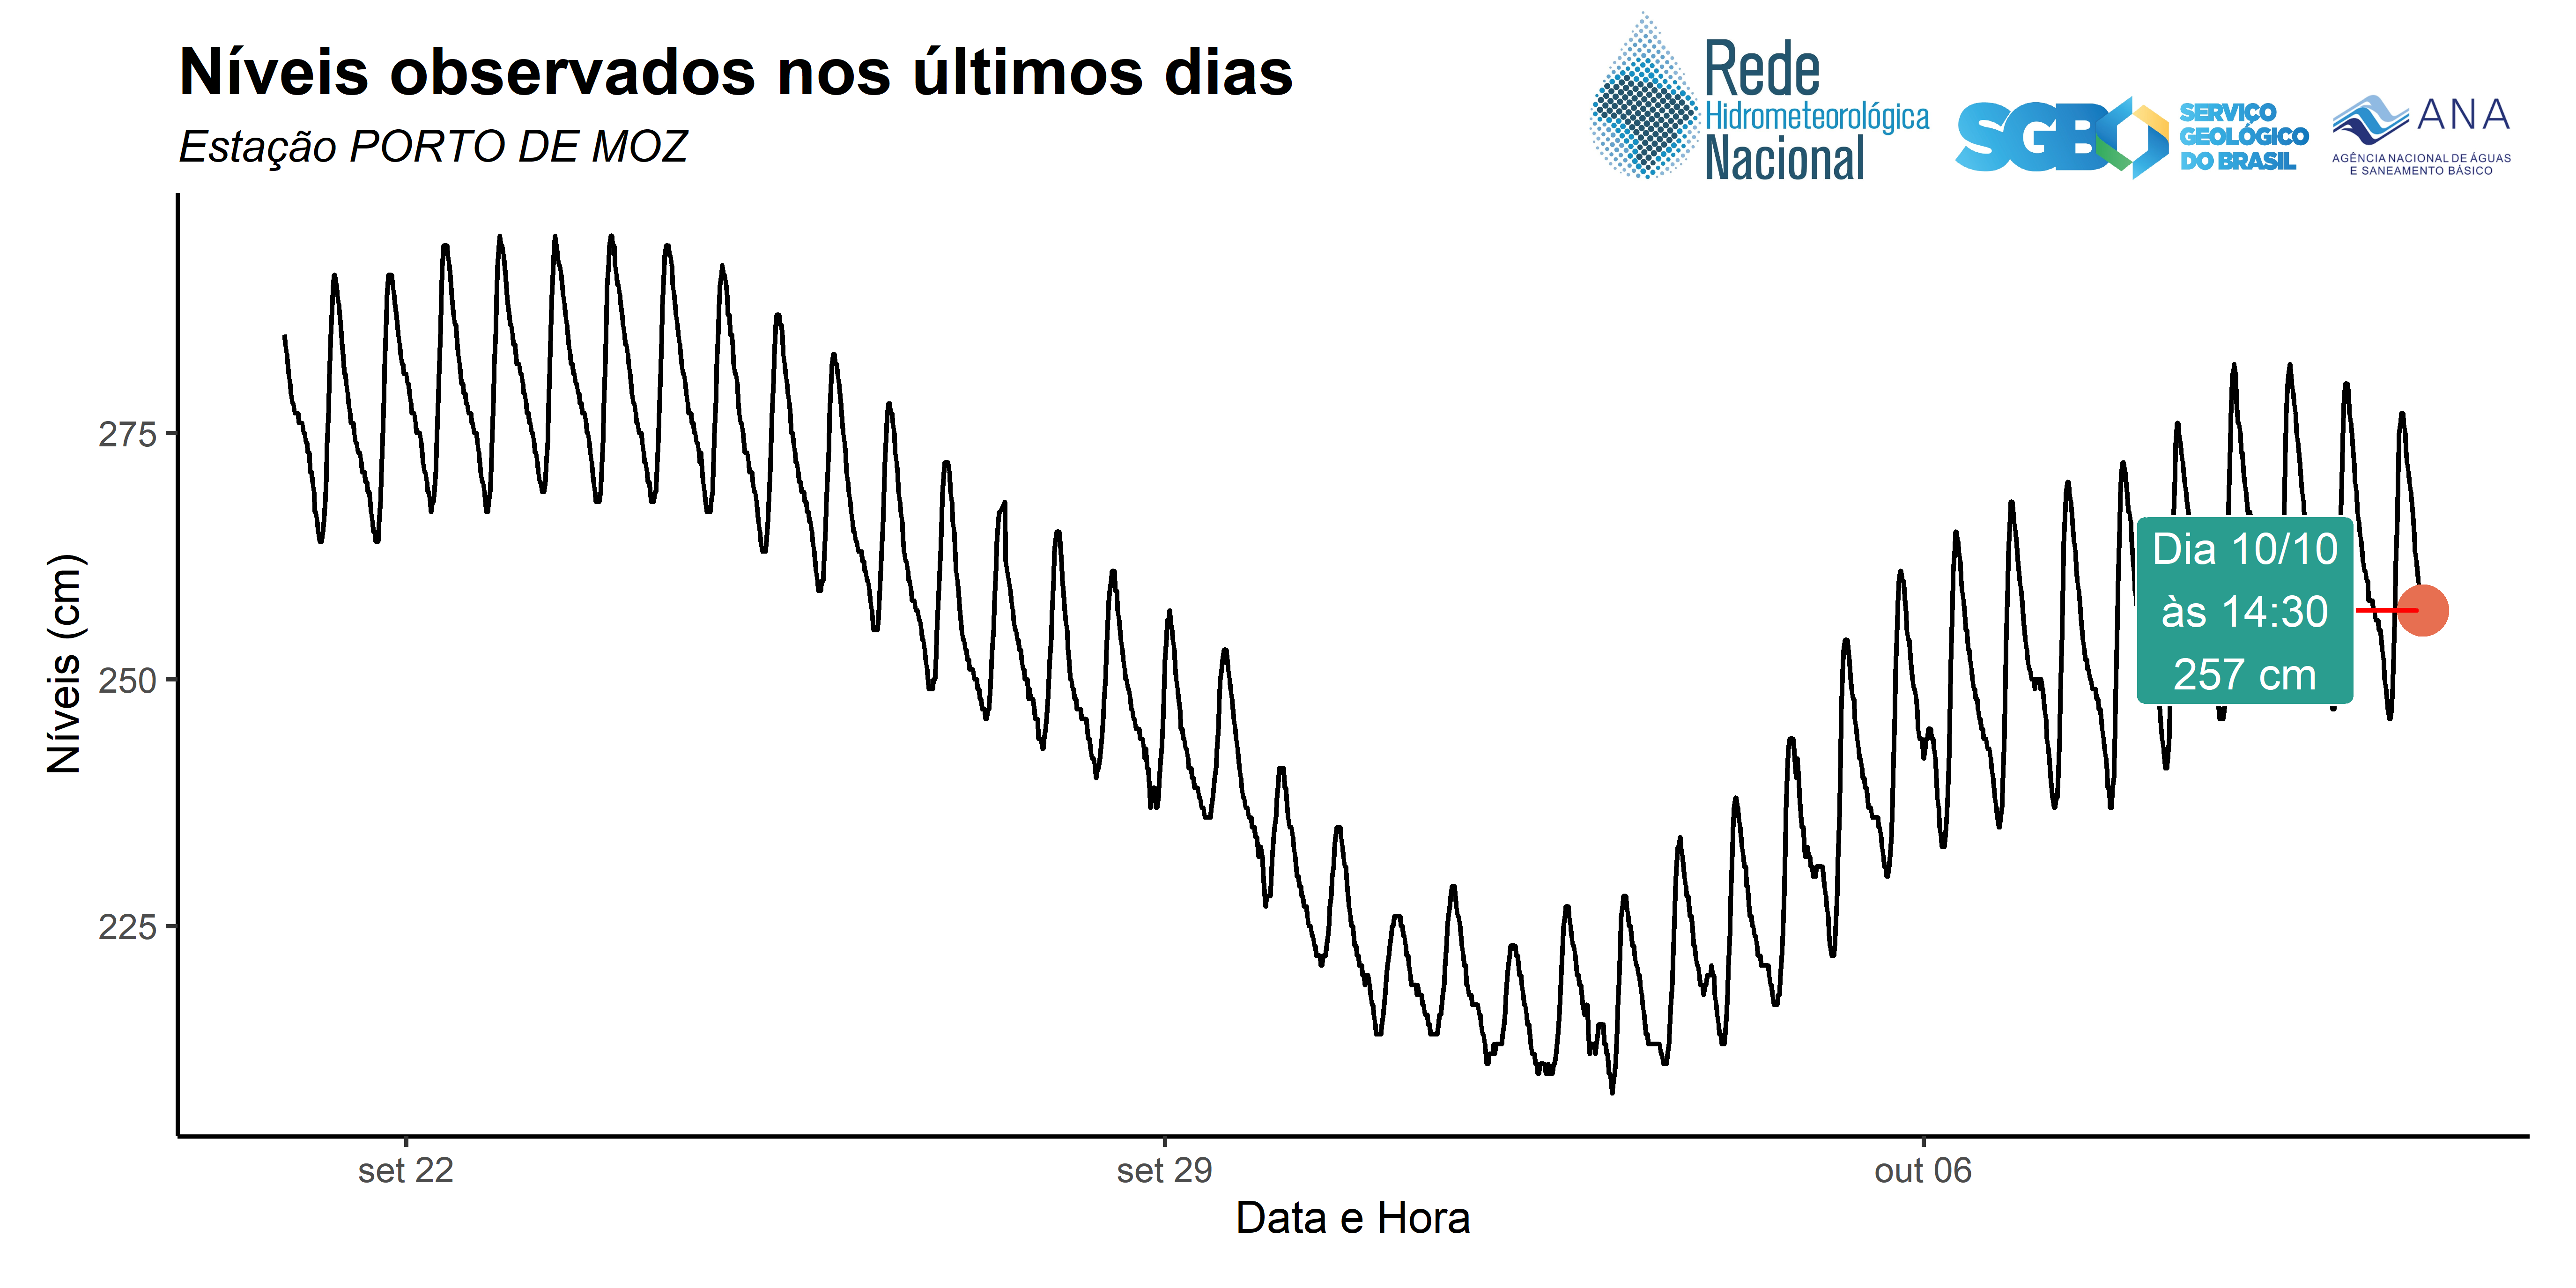 Níveis observados nos últimos dias
Estação PORTO DE MOZ
Rede
Hidrometeorológica
Nacional
SGB
SERVIÇO
GEOLÓGICO
DO BRASIL
ANA
AGÊNCIA NACIONAL DE ÁGUAS
E SANEAMENTO BÁSICO
Níveis (cm)
275
250
225
Dia 10/10
às 14:30
257 cm
set 22
set 29
out 06
Data e Hora